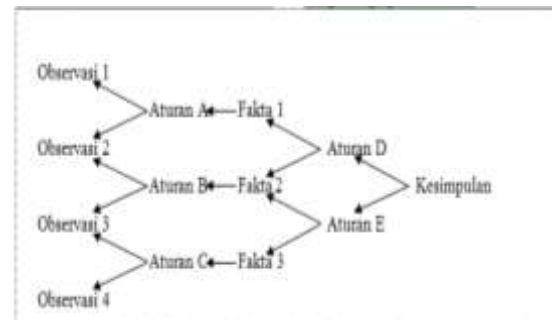 Observasi 1
Aturan A Fakta 1
Observasi 2 Aturan D
Aturan B Fakta 2 Kesimpulan
Observasi 3 Aturan E
Aturan C Fakta 3
Observasi 4